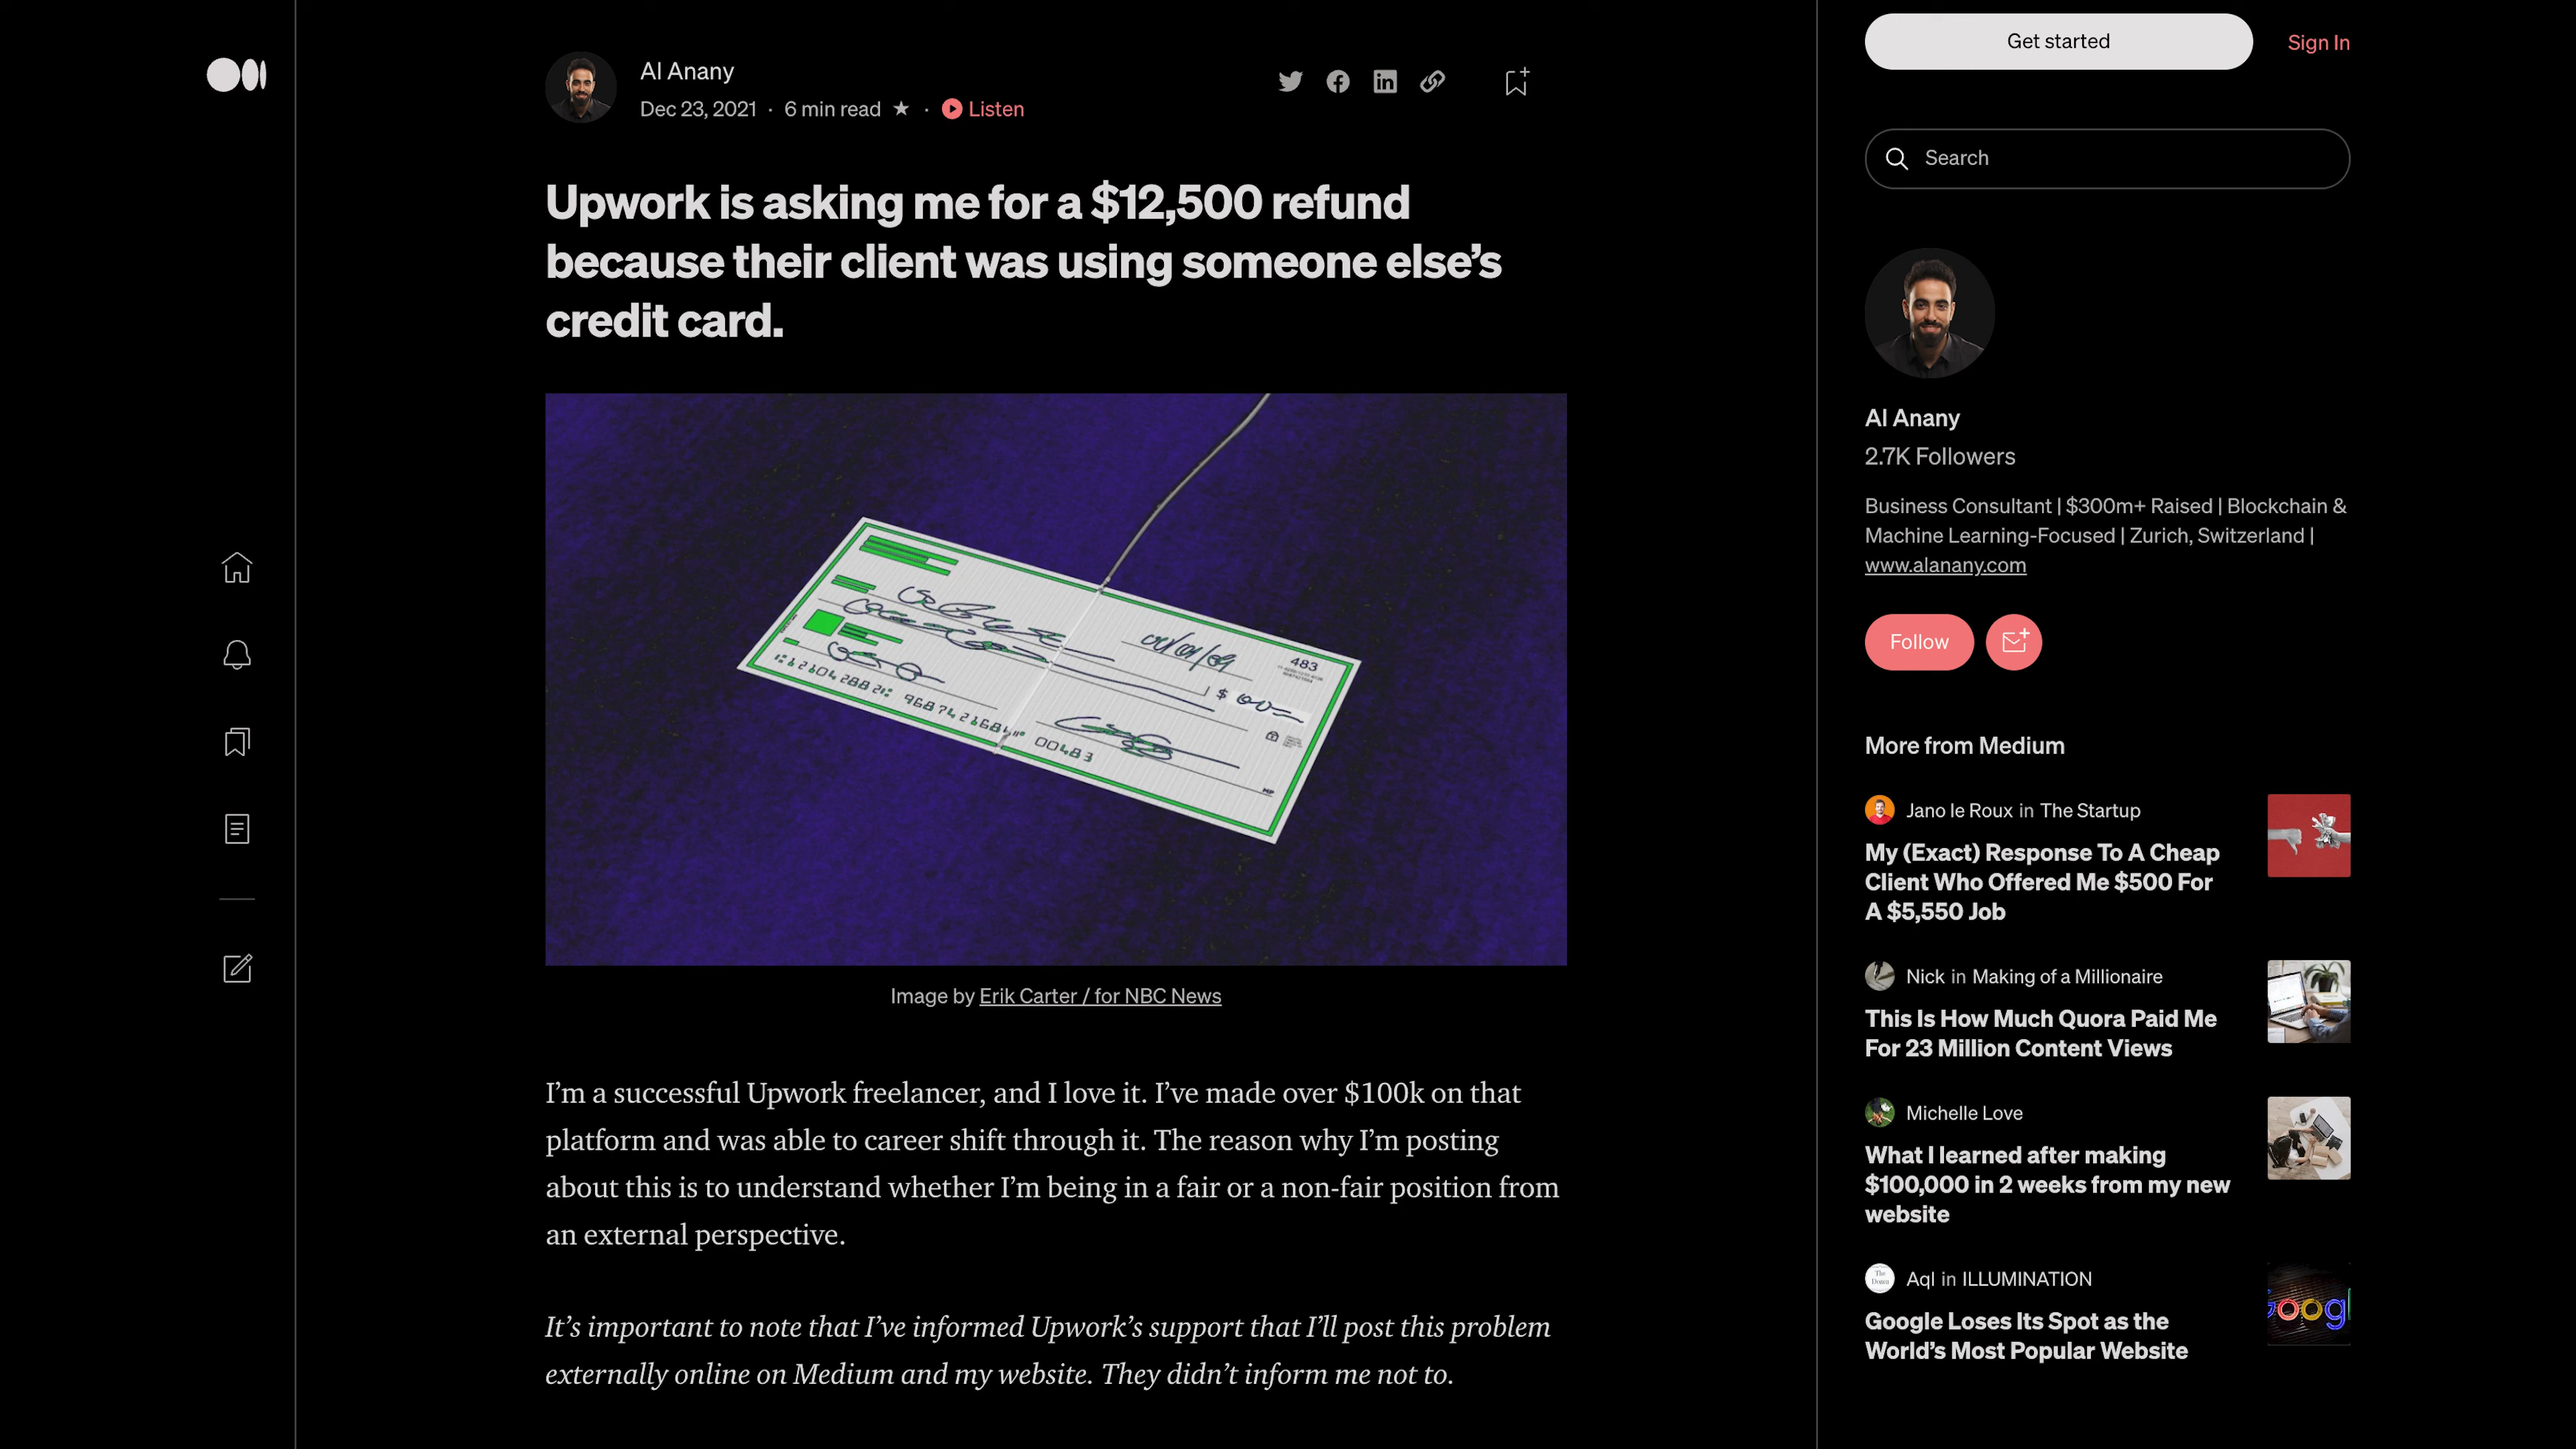 Al Anany
Dec 23, 2021 · 6 min read ★ · Listen
Upwork is asking me for a $12,500 refund
because their client was using someone else’s
credit card.
483
$
00483
MP
Image by Erik Carter / for NBC News
I’m a successful Upwork freelancer, and I love it. I’ve made over $100k on that
platform and was able to career shift through it. The reason why I’m posting
about this is to understand whether I’m being in a fair or a non-fair position from
an external perspective.
It’s important to note that I’ve informed Upwork’s support that I’ll post this problem
externally online on Medium and my website. They didn’t inform me not to.
Get started
Sign In
Search
Al Anany
2.7K Followers
Business Consultant | $300m+ Raised | Blockchain &
Machine Learning-Focused | Zurich, Switzerland |
www.alanany.com
Follow
More from Medium
Jano le Roux in The Startup
My (Exact) Response To A Cheap
Client Who Offered Me $500 For
A $5,550 Job
Nick in Making of a Millionaire
This Is How Much Quora Paid Me
For 23 Million Content Views
Michelle Love
What I learned after making
$100,000 in 2 weeks from my new
website
Aql in ILLUMINATION
Google Loses Its Spot as the
World’s Most Popular Website